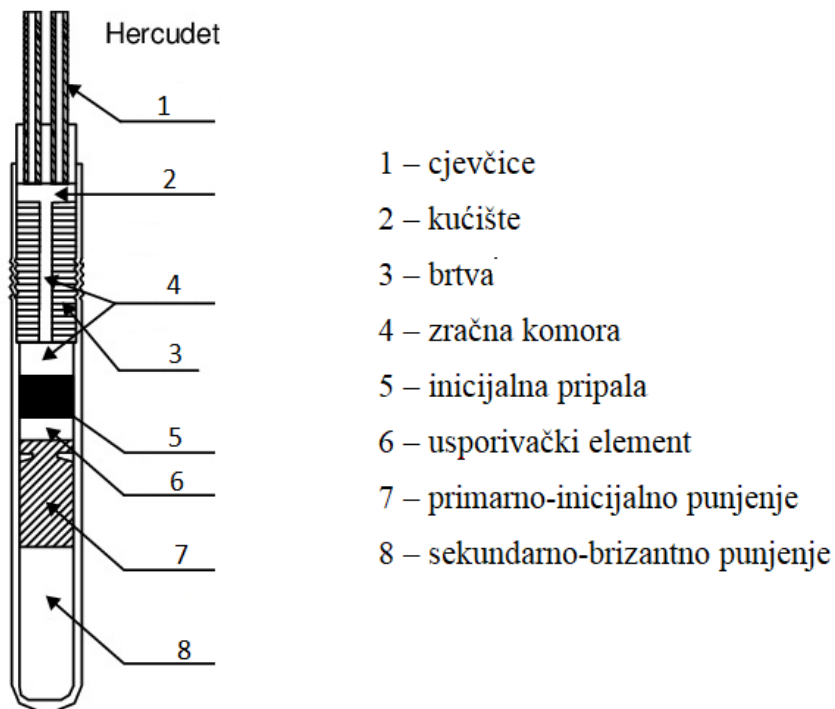 Hercudet
1
2
4
3
5
6
7
8
1 – cjevčice
2 – kućište
3 – brtva
4 – zračna komora
5 – inicijalna pripala
6 – usporivački element
7 – primarno-inicijalno punjenje
8 – sekundarno-brizantno punjenje